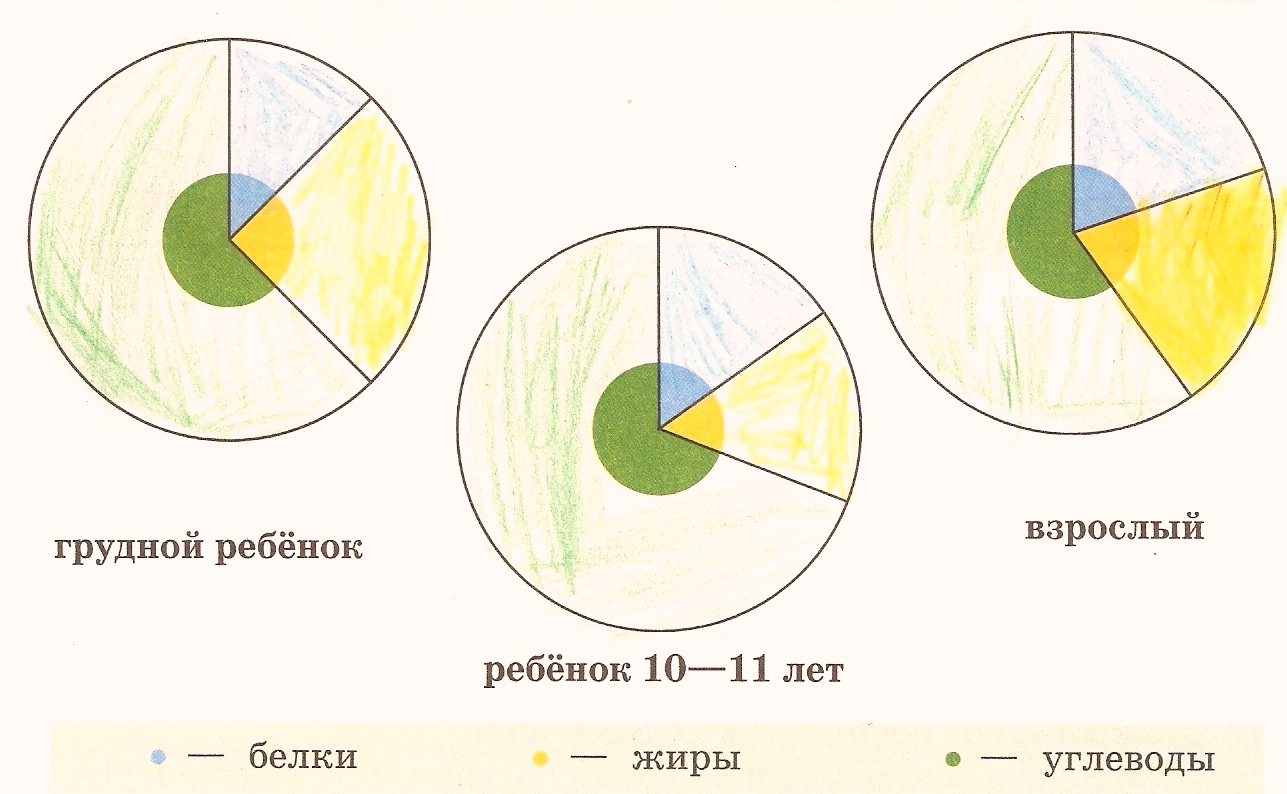 грудной ребёнок
взрослый
ребёнок 10—11 лет
— белки — жиры — углеводы